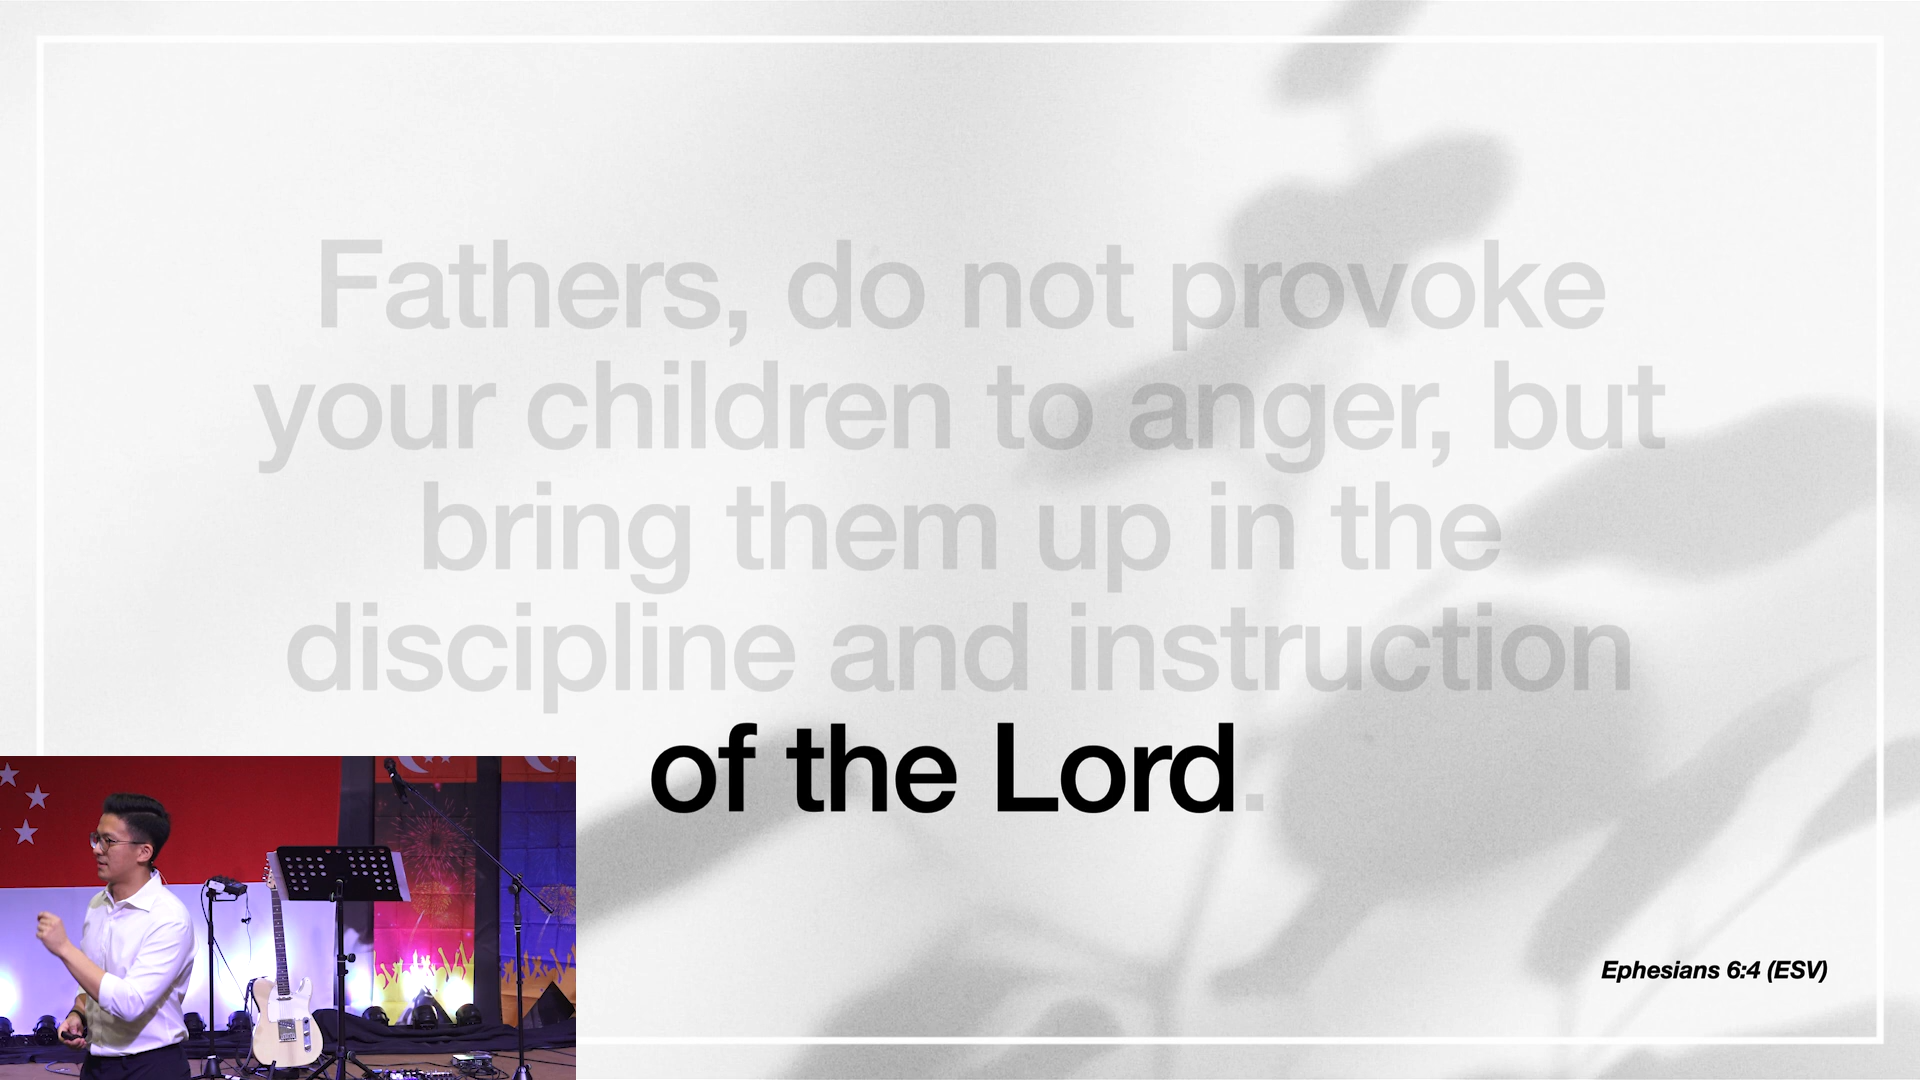 Fathers, do not provoke
your children to anger, but
bring them up in the
discipline and instruction
of the Lord.
Ephesians 6:4 (ESV)